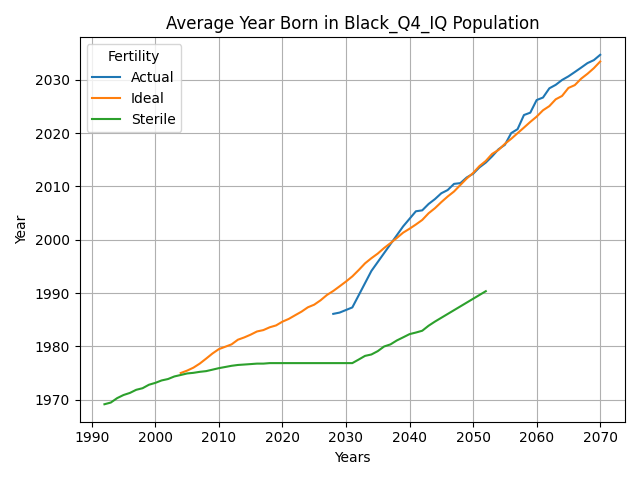 Average Year Born in Black_Q4_IQ Population
Fertility
Actual
Ideal
Sterile
Year
2030
2020
2010
2000
1990
1980
1970
1990 2000 2010 2020 2030 2040 2050 2060 2070
Years